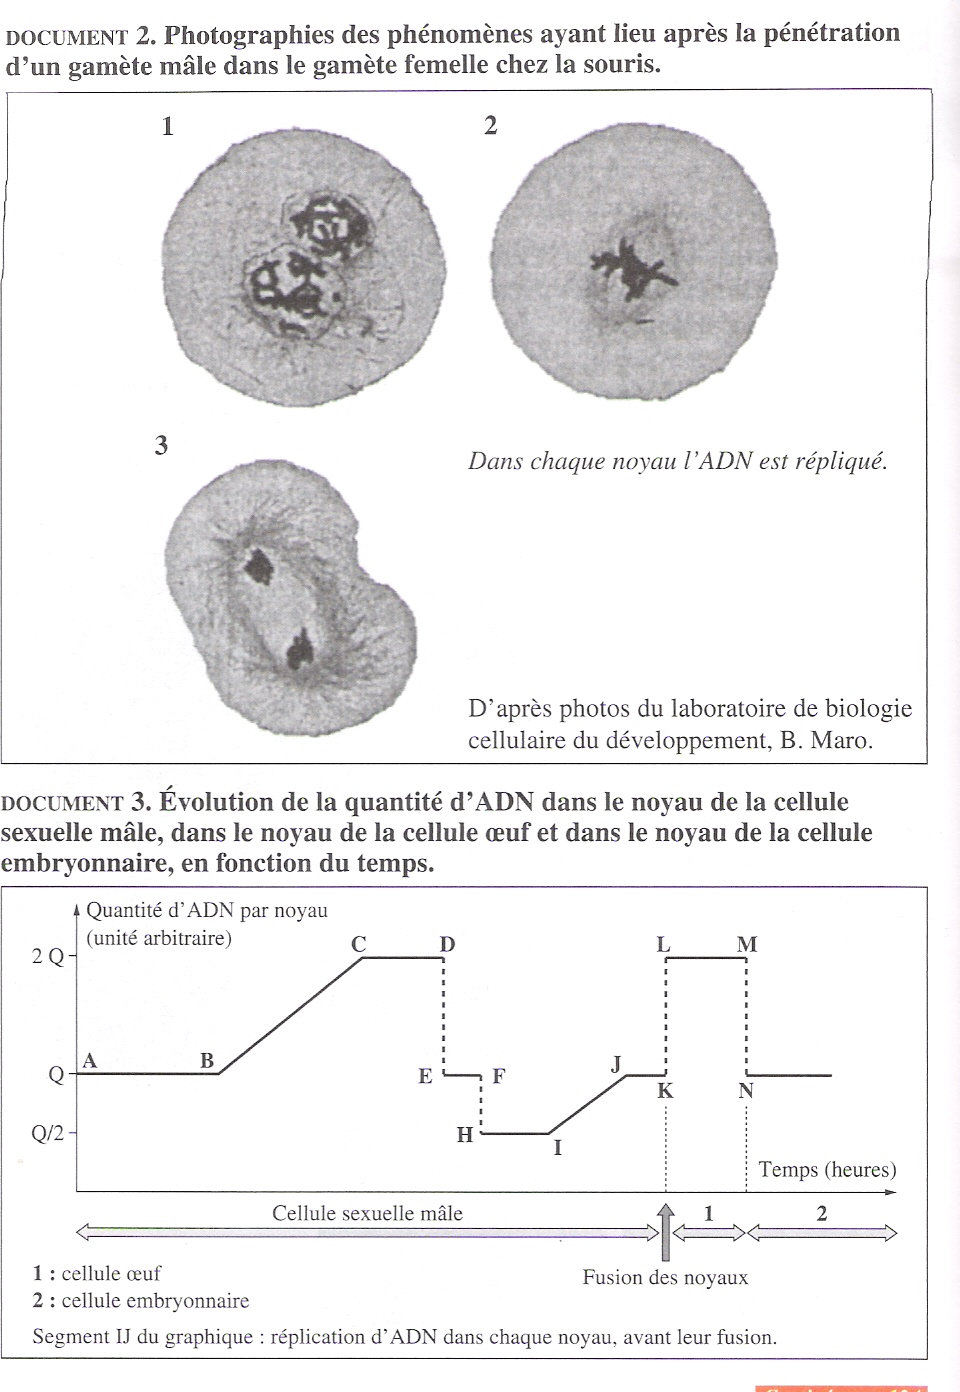 DOCUMENT 2. Photographies des phénomènes ayant lieu après la pénétration
d'un gamète mâle dans le gamète femelle chez la souris.
1
2
3
Dans chaque noyau l'ADN est répliqué.
D'après photos du laboratoire de biologie
cellulaire du développement, B. Maro.
DOCUMENT 3. Évolution de la quantité d'ADN dans le noyau de la cellule
sexuelle mâle, dans le noyau de la cellule œuf et dans le noyau de la cellule
embryonnaire, en fonction du temps.
Quantité d'ADN par noyau
(unité arbitraire)
2 Q
C
D
L
M
Q
A
B
E
F
J
K
N
Q/2
H
I
Temps (heures)
Cellule sexuelle mâle
1
2
1 : cellule œuf
Fusion des noyaux
2 : cellule embryonnaire
Segment IJ du graphique : réplication d'ADN dans chaque noyau, avant leur fusion.